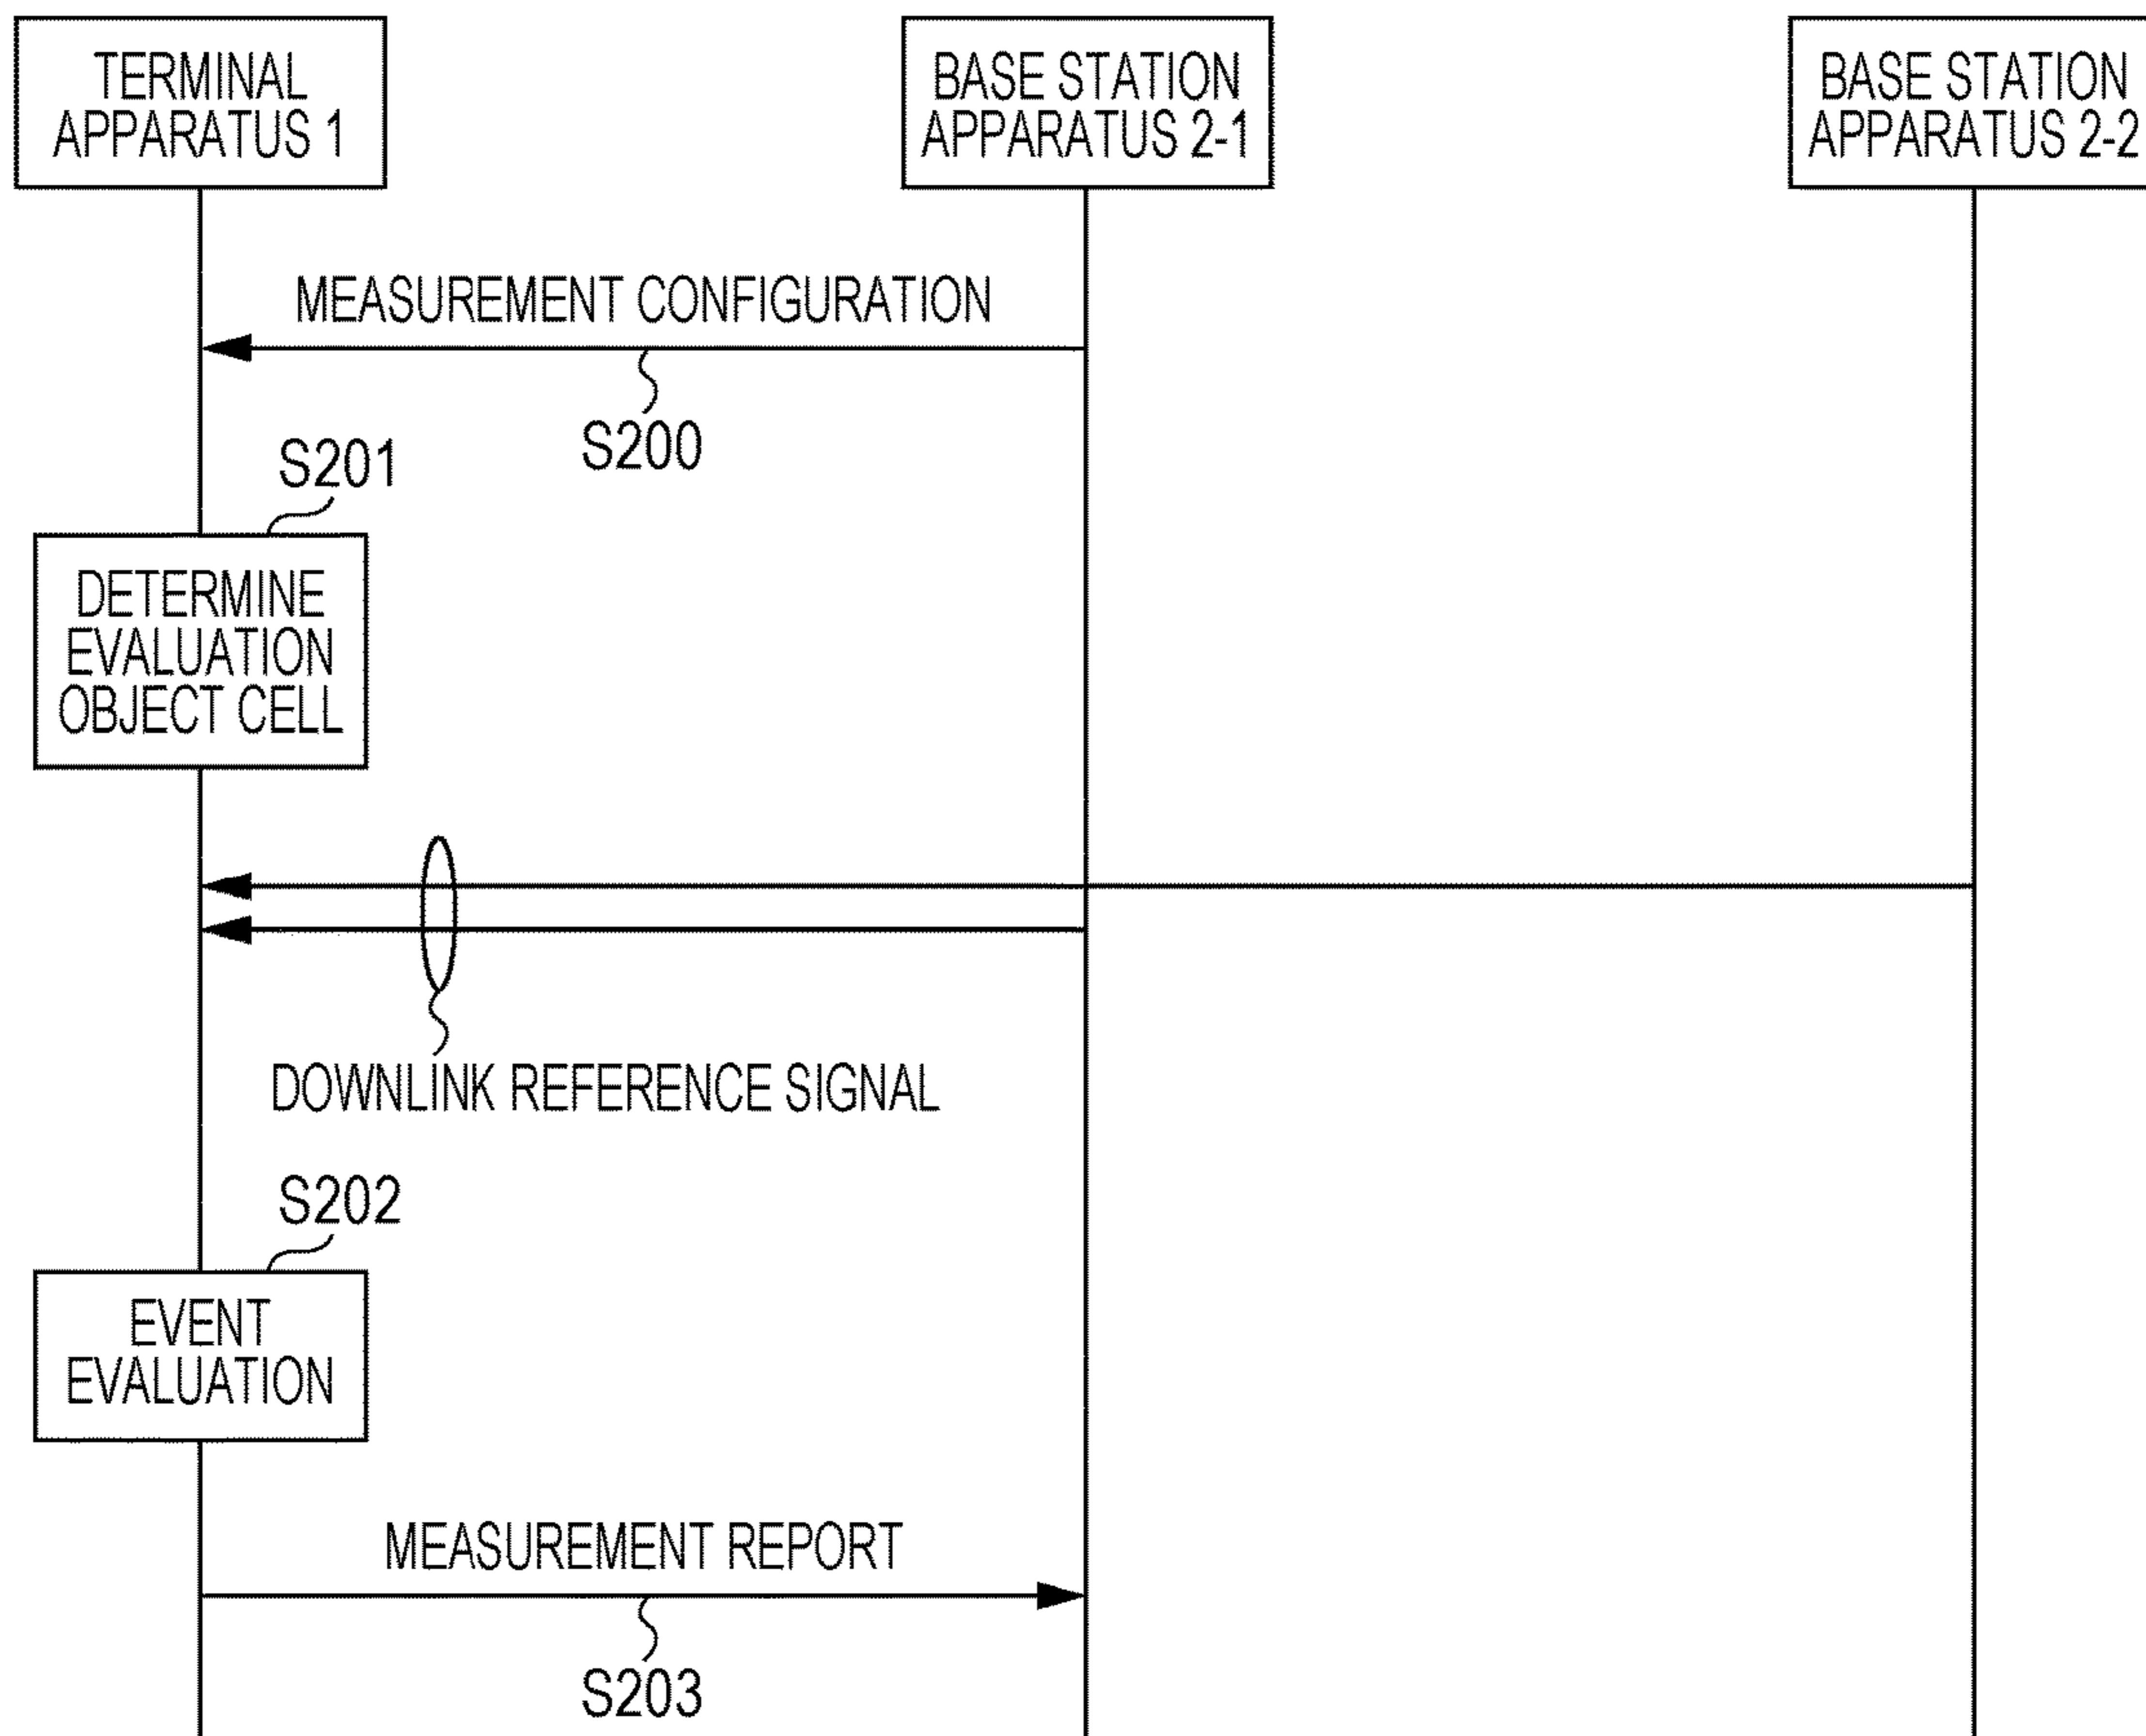 TERMINAL
APPARATUS 1
BASE STATION
APPARATUS 2-1
BASE STATION
APPARATUS 2-2
MEASUREMENT CONFIGURATION
S200
S201
DETERMINE
EVALUATION
OBJECT CELL
DOWNLINK REFERENCE SIGNAL
S202
EVENT
EVALUATION
MEASUREMENT REPORT
S203